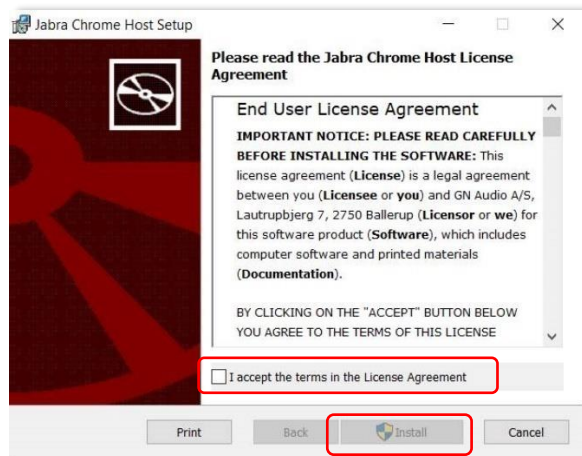 Jabra Chrome Host Setup
Please read the Jabra Chrome Host License
Agreement
End User License Agreement
IMPORTANT NOTICE: PLEASE READ CAREFULLY
BEFORE INSTALLING THE SOFTWARE: This
license agreement (License) is a legal agreement
between you (Licensee or you) and GN Audio A/S,
Lautrupbjerg 7, 2750 Ballerup (Licensor or we) for
this software product (Software), which includes
computer software and printed materials
(Documentation).
BY CLICKING ON THE "ACCEPT" BUTTON BELOW
YOU AGREE TO THE TERMS OF THIS LICENSE
I accept the terms in the License Agreement
Print Back Install Cancel